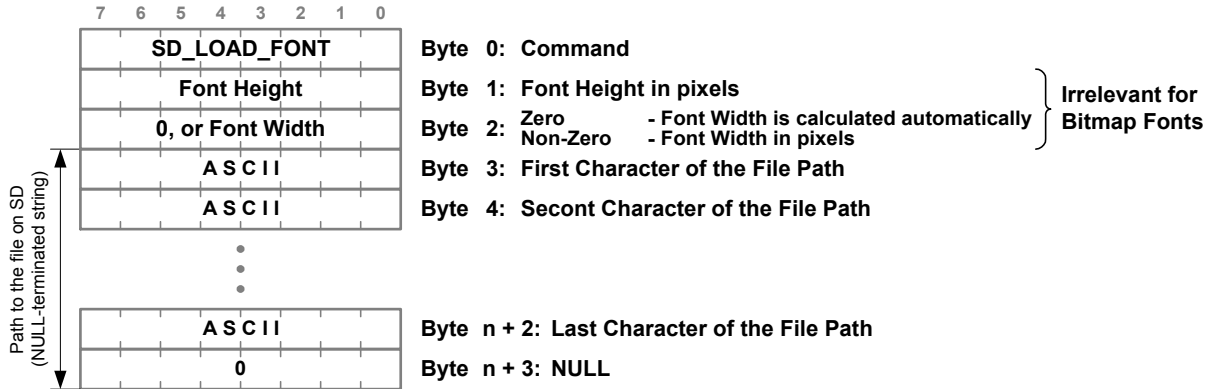 7 6 5 4 3 2 1 0
SD_LOAD_FONT Byte 0: Command
Font Height Byte 1: Font Height in pixels
0, or Font Width Byte 2: Zero - Font Width is calculated automatically
Non-Zero - Font Width in pixels
Irrelevant for
Bitmap Fonts
A S C I I Byte 3: First Character of the File Path
A S C I I Byte 4: Secont Character of the File Path
A S C I I Byte n + 2: Last Character of the File Path
0 Byte n + 3: NULL
Path to the file on SD
(NULL-terminated string)